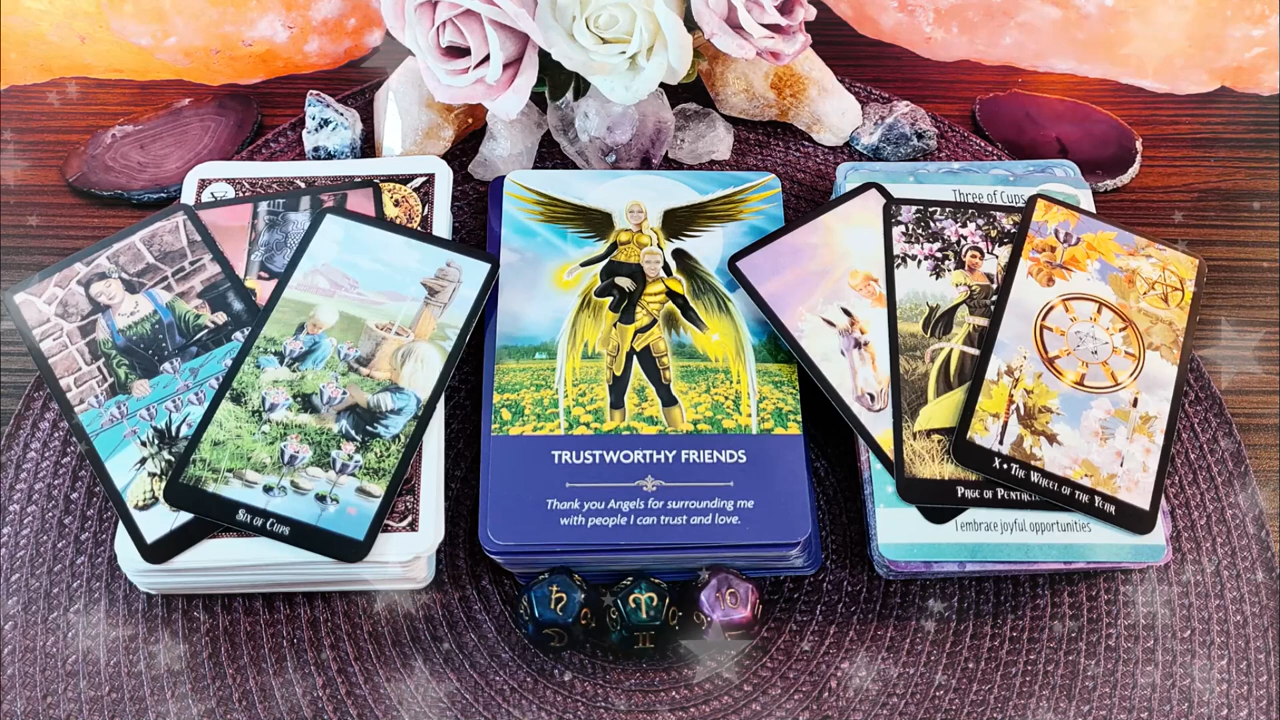 Three of Cups
SIX OF CUPS
TRUSTWORTHY FRIENDS
Thank you Angels for surrounding me
with people I can trust and love.
PAGE OF
X • THE WHEEL OF THE YEAR
I embrace joyful opportunities
10